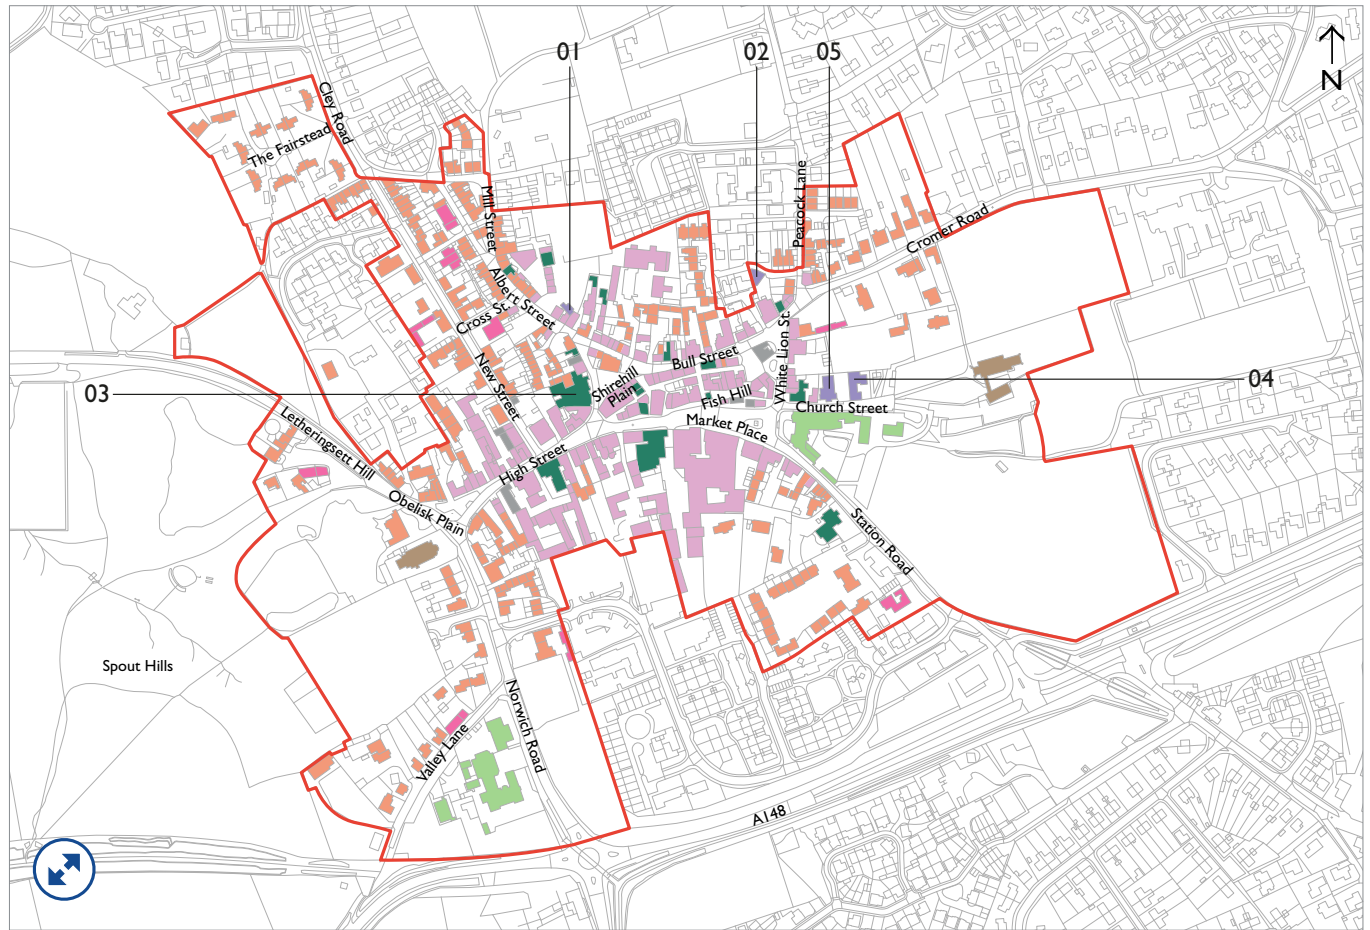 01
02
05
N
Cley Road
The Fairstead
Peacock Lane
Mill Street
Cromer Road
Albert Street
Cross St.
White Lion St.
Bull Street
New Street
Shirehill
Plain
Fish Hill
04
03
Church Street
Market Place
Letheringsett Hill
High Street
Obelisk Plain
Station Road
Spout Hills
Norwich Road
Valley Lane
A148